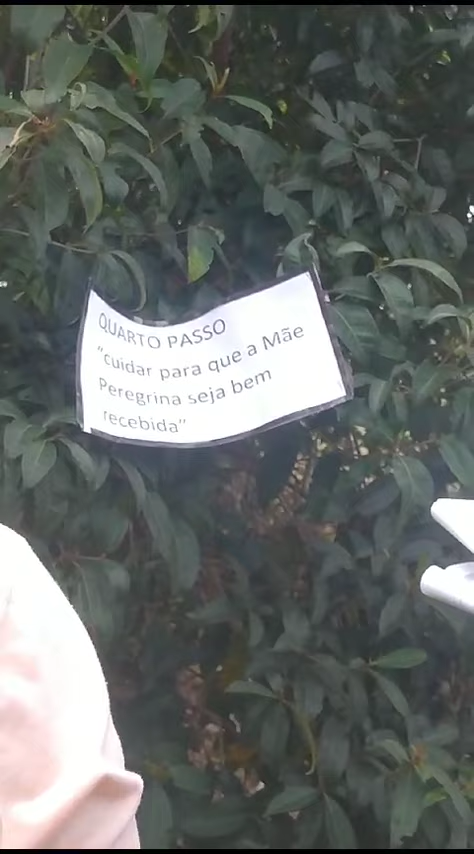 QUARTO PASSO
"cuidar para que a Mãe
Peregrina seja bem
recebida"